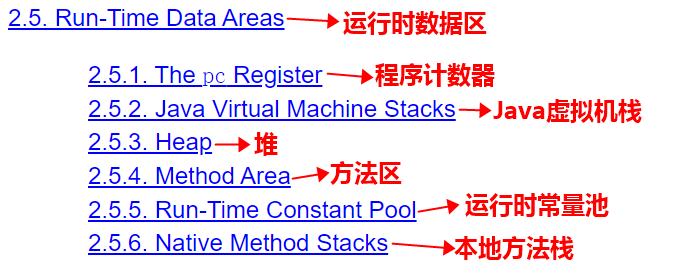 2.5. Run-Time Data Areas 运行时数据区
2.5.1. The pc Register 程序计数器
2.5.2. Java Virtual Machine Stacks Java虚拟机栈
2.5.3. Heap 堆
2.5.4. Method Area 方法区
2.5.5. Run-Time Constant Pool 运行时常量池
2.5.6. Native Method Stacks 本地方法栈